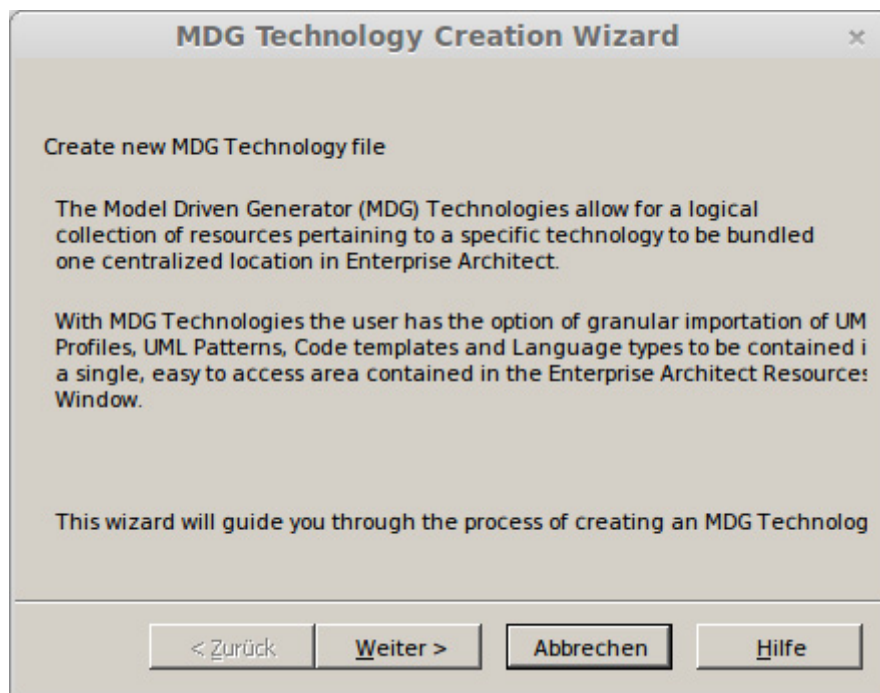 MDG Technology Creation Wizard ×
Create new MDG Technology file
The Model Driven Generator (MDG) Technologies allow for a logical
collection of resources pertaining to a specific technology to be bundled
one centralized location in Enterprise Architect.
With MDG Technologies the user has the option of granular importation of UM
Profiles, UML Patterns, Code templates and Language types to be contained i
a single, easy to access area contained in the Enterprise Architect Resources
Window.
This wizard will guide you through the process of creating an MDG Technolog
< Zurück Weiter > Abbrechen Hilfe